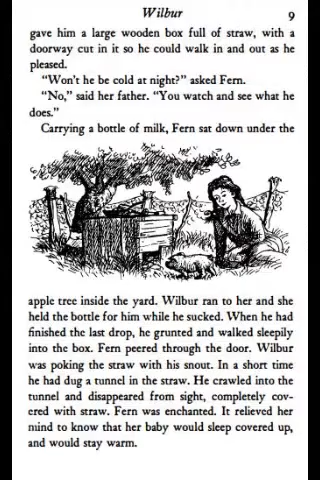 Wilbur 9
gave him a large wooden box full of straw, with a
doorway cut in it so he could walk in and out as he
pleased.
“Won’t he be cold at night?” asked Fern.
“No,” said her father. “You watch and see what he
does.”
Carrying a bottle of milk, Fern sat down under the
apple tree inside the yard. Wilbur ran to her and she
held the bottle for him while he sucked. When he had
finished the last drop, he grunted and walked sleepily
into the box. Fern peered through the door. Wilbur
was poking the straw with his snout. In a short time
he had dug a tunnel in the straw. He crawled into the
tunnel and disappeared from sight, completely cov-
ered with straw. Fern was enchanted. It relieved her
mind to know that her baby would sleep covered up,
and would stay warm.